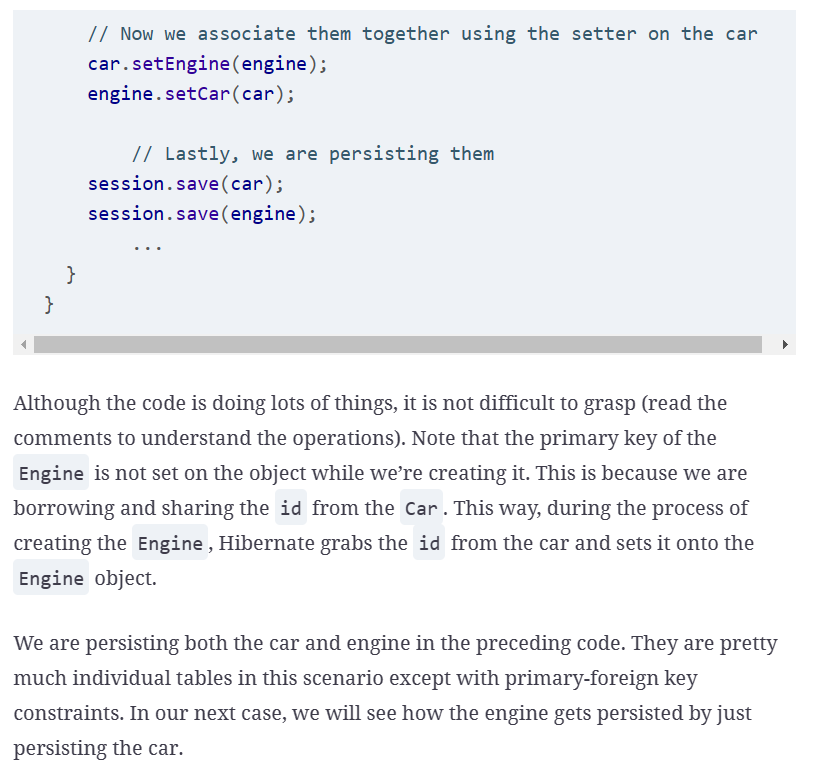 // Now we associate them together using the setter on the car
car.setEngine(engine);
engine.setCar(car);
// Lastly, we are persisting them
session.save(car);
session.save(engine);
...
}
}
Although the code is doing lots of things, it is not difficult to grasp (read the
comments to understand the operations). Note that the primary key of the
Engine is not set on the object while we’re creating it. This is because we are
borrowing and sharing the id from the Car. This way, during the process of
creating the Engine, Hibernate grabs the id from the car and sets it onto the
Engine object.
We are persisting both the car and engine in the preceding code. They are pretty
much individual tables in this scenario except with primary-foreign key
constraints. In our next case, we will see how the engine gets persisted by just
persisting the car.